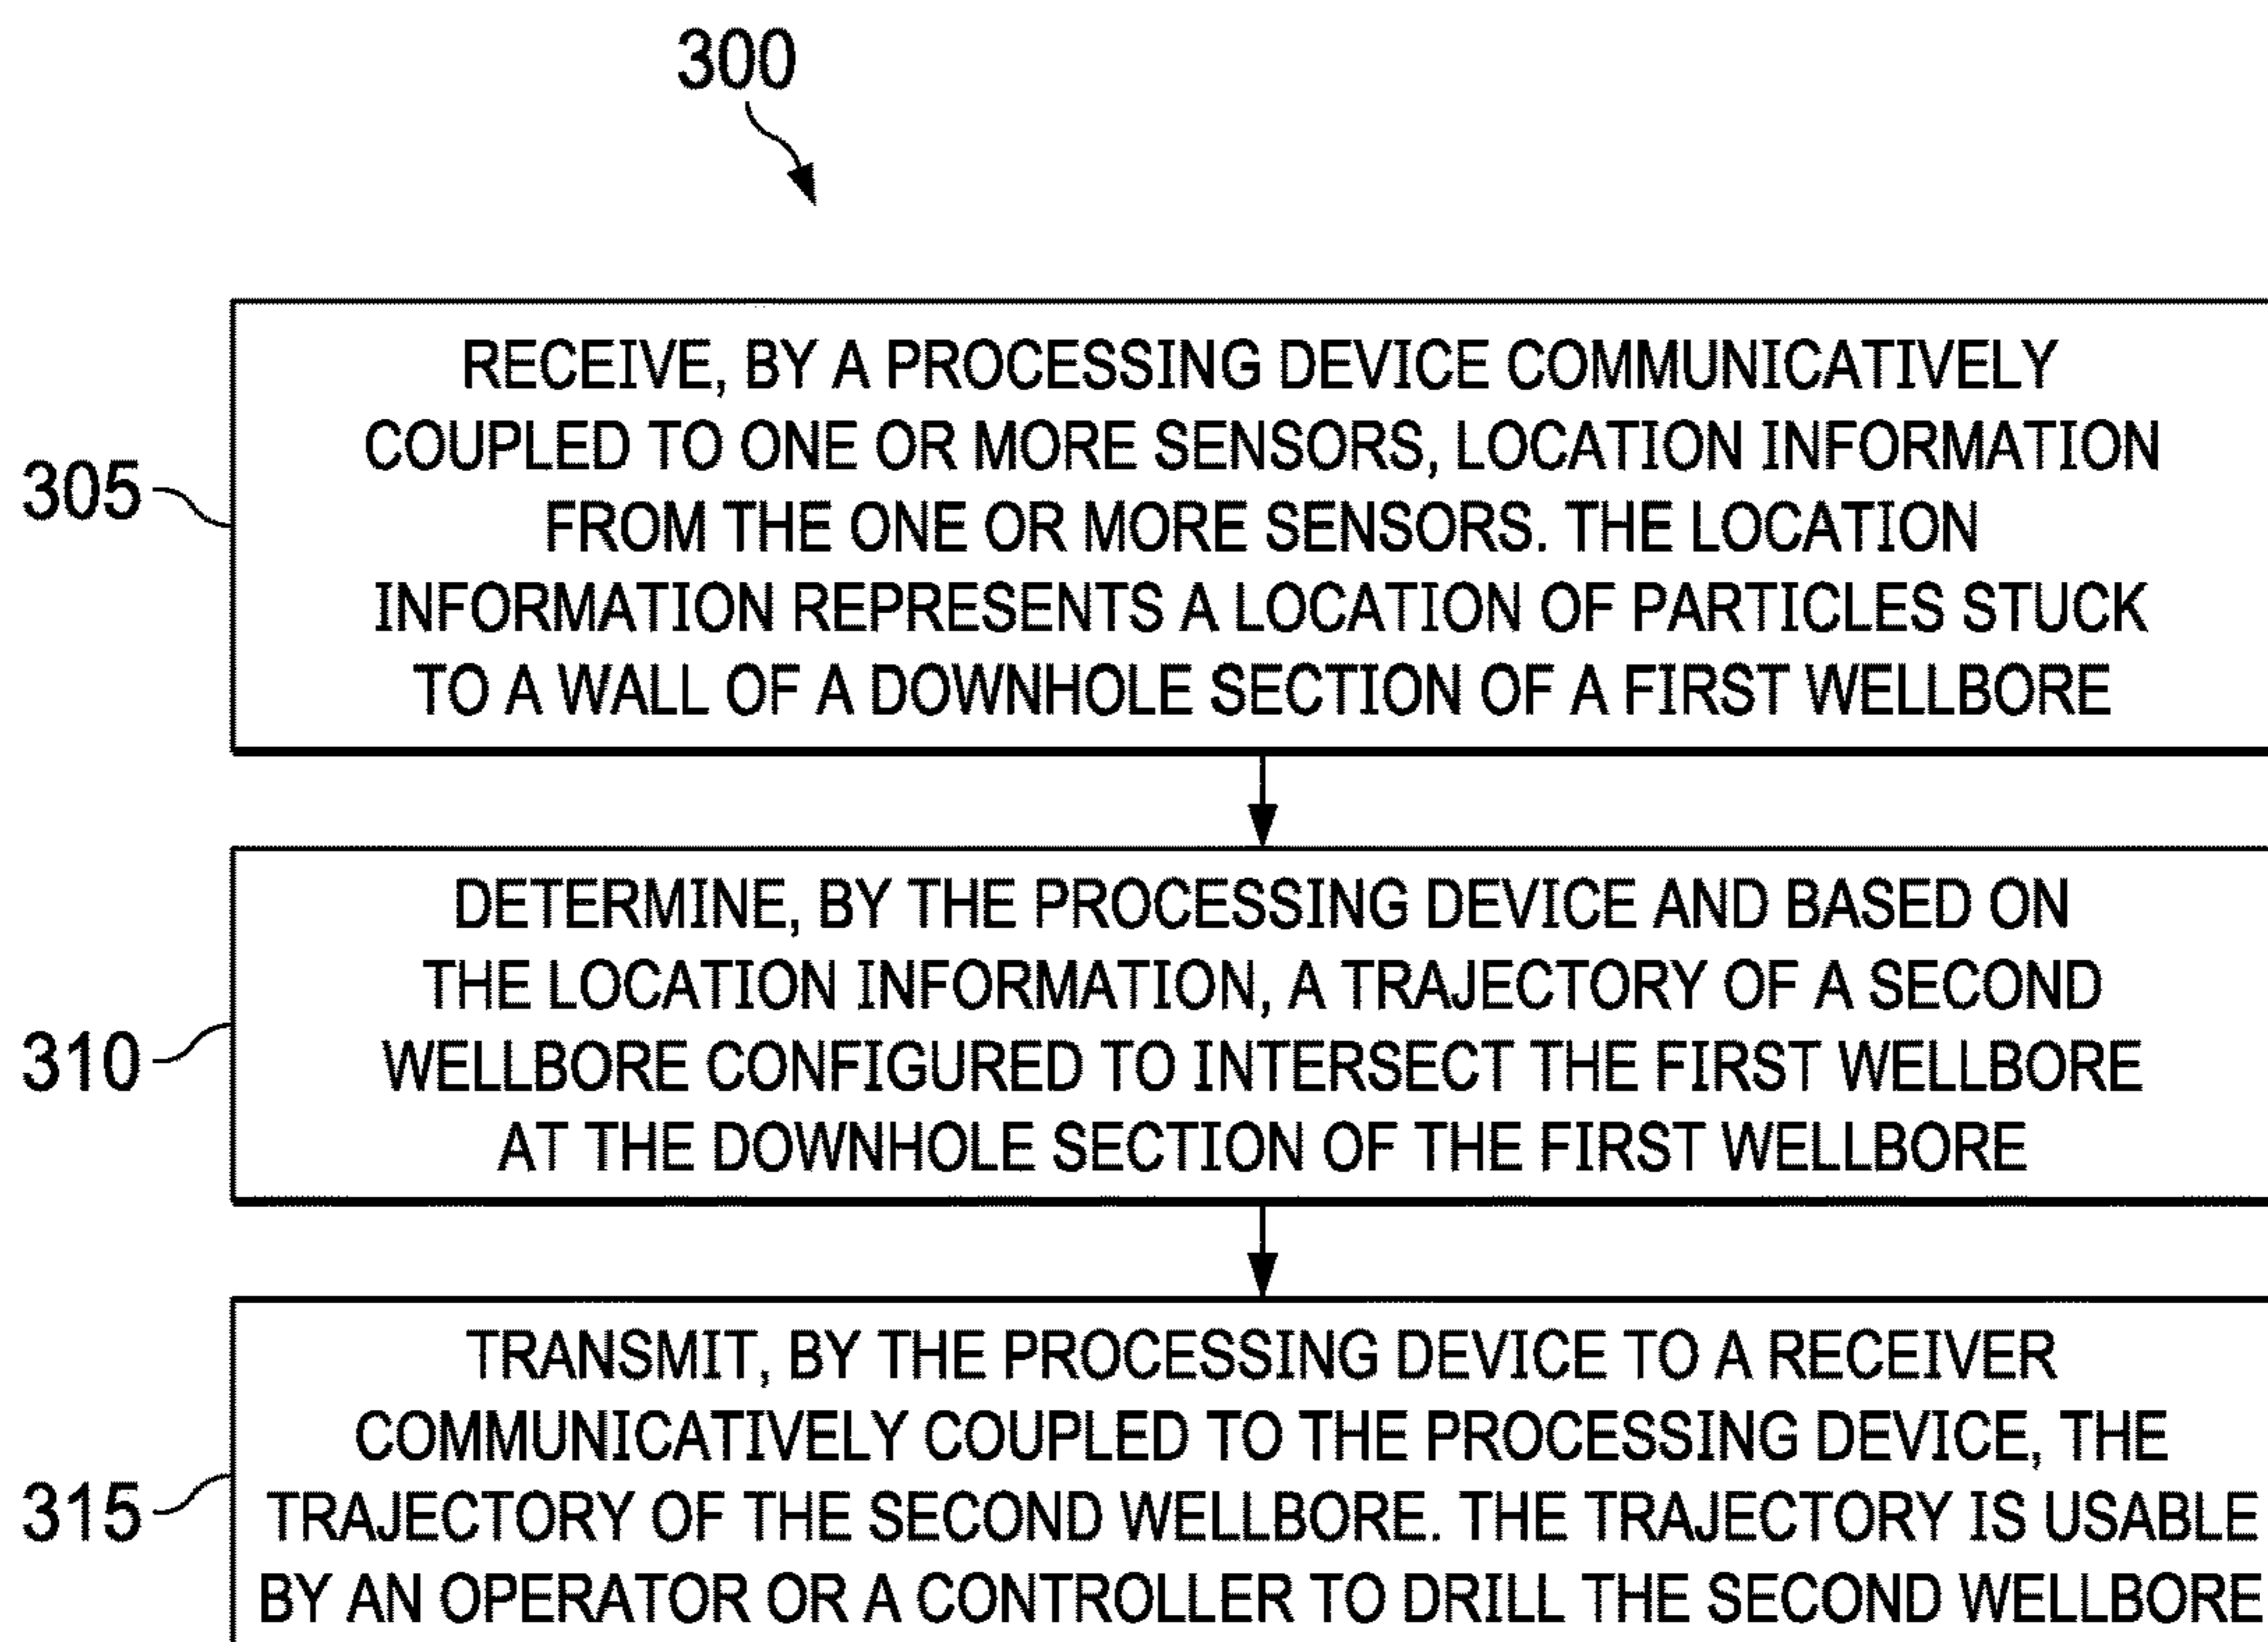 300
RECEIVE, BY A PROCESSING DEVICE COMMUNICATIVELY
COUPLED TO ONE OR MORE SENSORS, LOCATION INFORMATION
FROM THE ONE OR MORE SENSORS. THE LOCATION
INFORMATION REPRESENTS A LOCATION OF PARTICLES STUCK
TO A WALL OF A DOWNHOLE SECTION OF A FIRST WELLBORE
305
DETERMINE, BY THE PROCESSING DEVICE AND BASED ON
THE LOCATION INFORMATION, A TRAJECTORY OF A SECOND
WELLBORE CONFIGURED TO INTERSECT THE FIRST WELLBORE
AT THE DOWNHOLE SECTION OF THE FIRST WELLBORE
310
TRANSMIT, BY THE PROCESSING DEVICE TO A RECEIVER
COMMUNICATIVELY COUPLED TO THE PROCESSING DEVICE, THE
TRAJECTORY OF THE SECOND WELLBORE. THE TRAJECTORY IS USABLE
BY AN OPERATOR OR A CONTROLLER TO DRILL THE SECOND WELLBORE
315